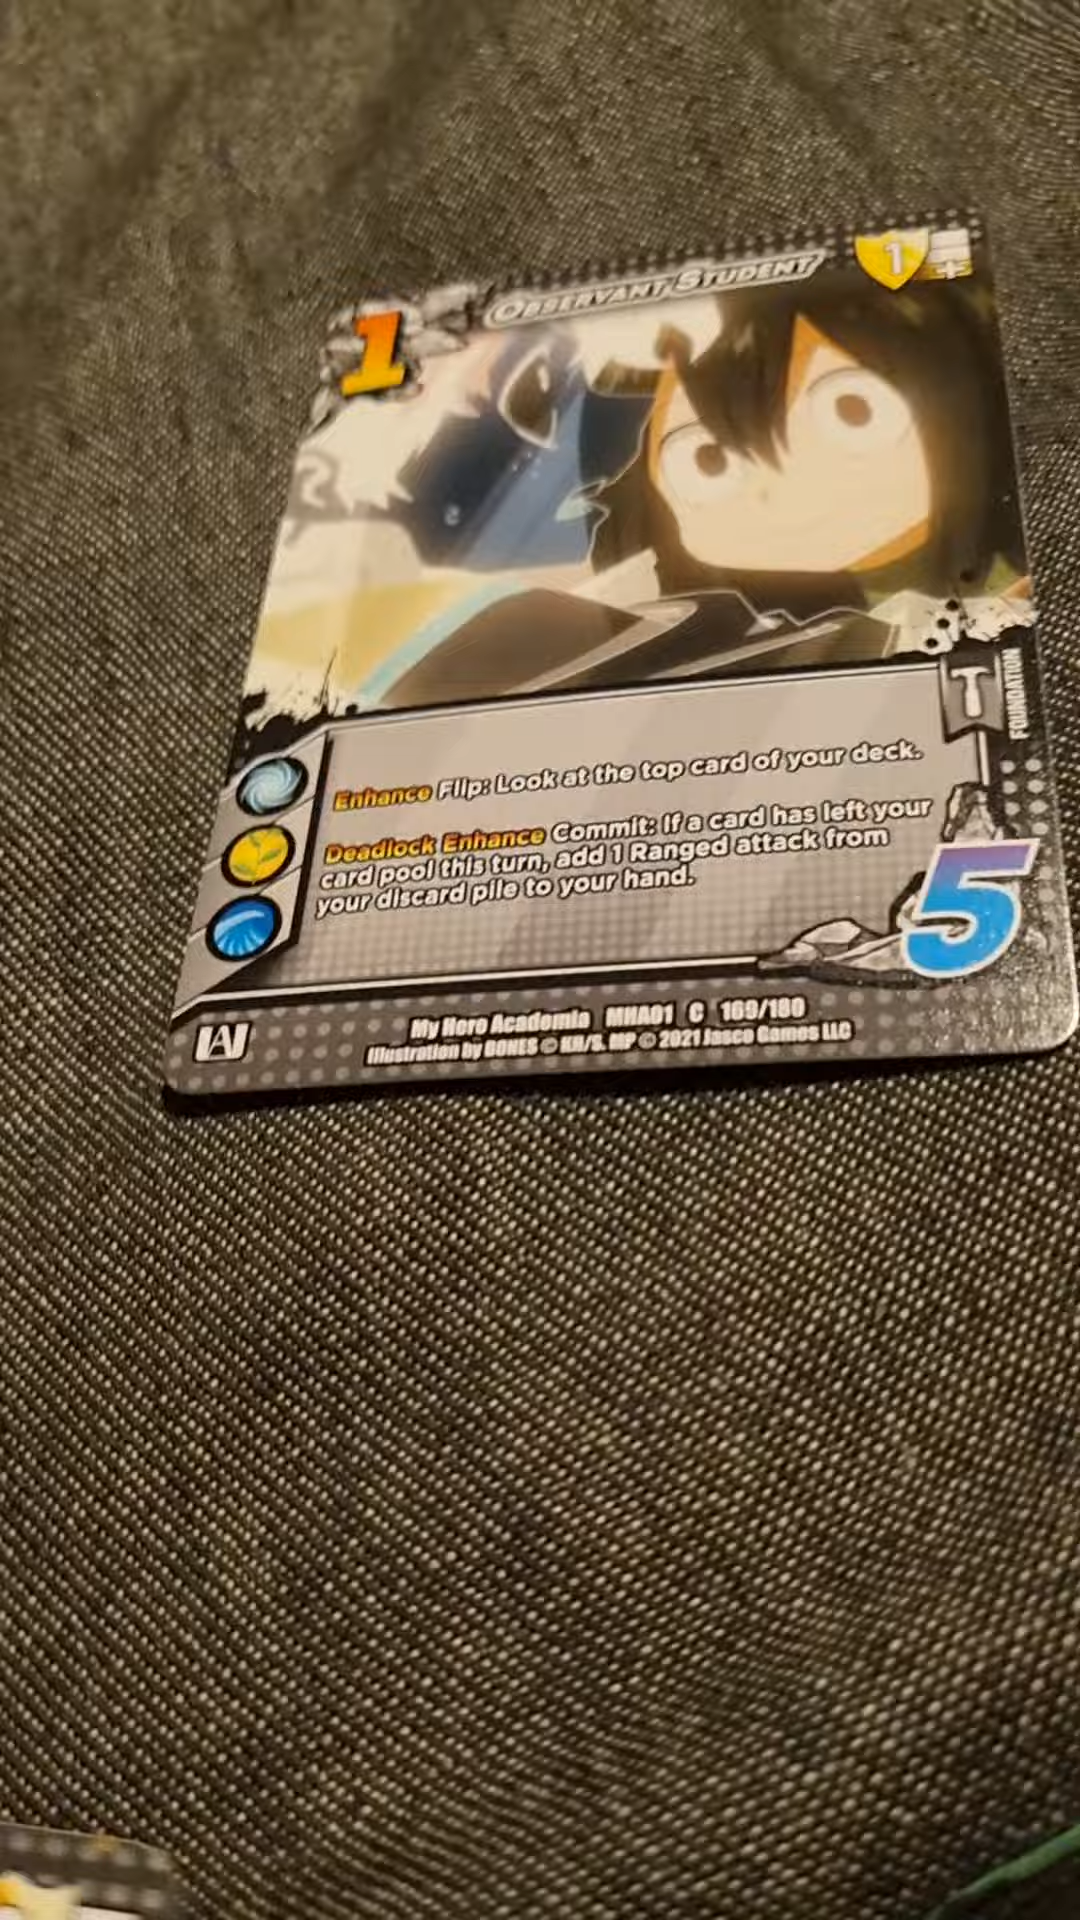 OBSERVANT STUDENT
1
1
FOUNDATION
Enhance Flip: Look at the top card of your deck.
Deadlock Enhance Commit: If a card has left your
card pool this turn, add 1 Ranged attack from
your discard pile to your hand.
5
My Hero Academia MHA01 C 169/180
Illustration by BONES © KH/S, MP © 2021 Jasco Games LLC
UA